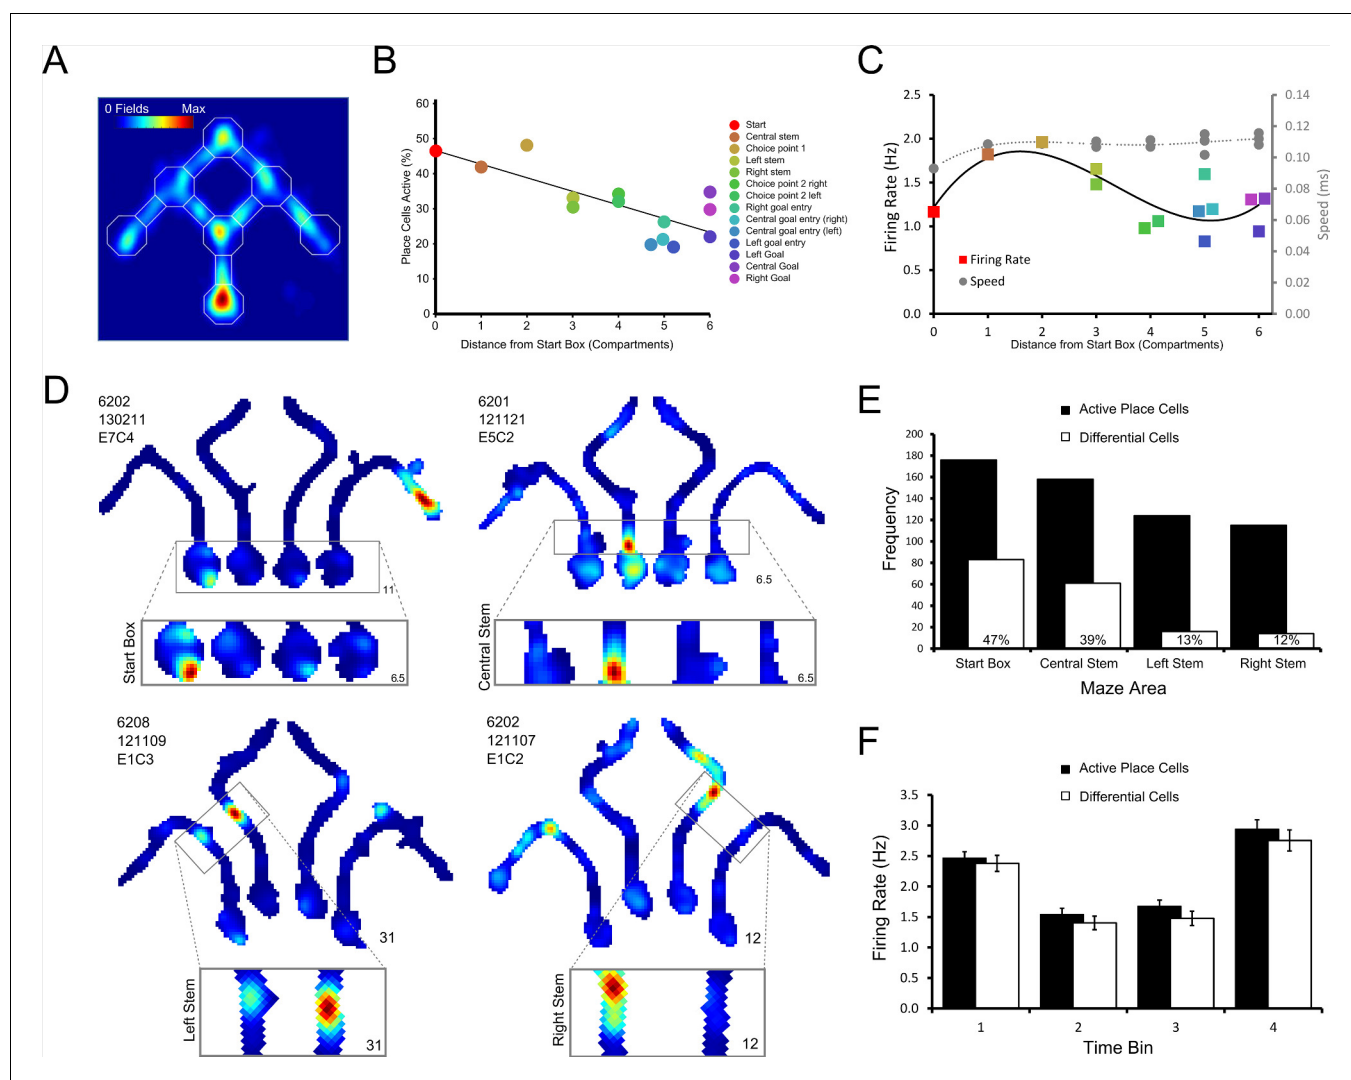 A
0 Fields Max
B
Place Cells Active (%)
60
50
40
30
20
10
0
0 1 2 3 4 5 6
Distance from Start Box (Compartments)
Start
Central stem
Choice point 1
Left stem
Right stem
Choice point 2 right
Choice point 2 left
Right goal entry
Central goal entry (right)
Central goal entry (left)
Left goal entry
Left Goal
Central Goal
Right Goal
C
Firing Rate (Hz)
2.5
2.0
1.5
1.0
0.5
0.0
Firing Rate
Speed
0 1 2 3 4 5 6
Distance from Start Box (Compartments)
0.14
0.12
0.10
0.08
0.06
0.04
0.02
0.00
Speed (ms)
D
6202
130211
E7C4
11
Start Box
6.5
6201
121121
E5C2
6.5
Central Stem
6.5
6208
121109
E1C3
31
Left Stem
31
6202
121107
E1C2
12
Right Stem
12
E
Active Place Cells
Differential Cells
Frequency
200
180
160
140
120
100
80
60
40
20
0
47% 39% 13% 12%
Start Box Central Stem Left Stem Right Stem
Maze Area
F
Active Place Cells
Differential Cells
Firing Rate (Hz)
3.5
3.0
2.5
2.0
1.5
1.0
0.5
0.0
1 2 3 4
Time Bin